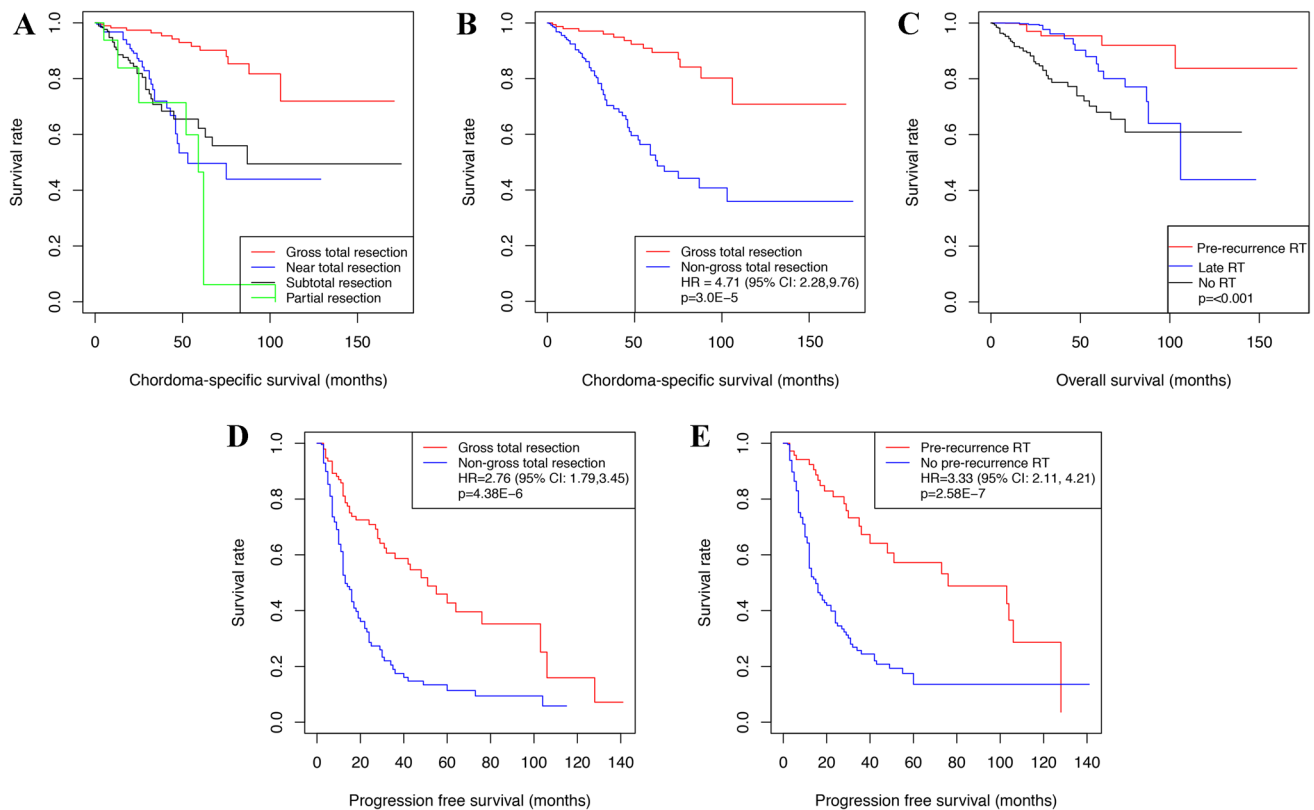 A
1.0
0.8
0.6
0.4
0.2
0.0
Survival rate
Gross total resection
Near total resection
Subtotal resection
Partial resection
0 50 100 150
Chordoma-specific survival (months)
B
1.0
0.8
0.6
0.4
0.2
0.0
Survival rate
Gross total resection
Non-gross total resection
HR = 4.71 (95% CI: 2.28,9.76)
p=3.0E-5
0 50 100 150
Chordoma-specific survival (months)
C
1.0
0.8
0.6
0.4
0.2
0.0
Survival rate
Pre-recurrence RT
Late RT
No RT
p=<0.001
0 50 100 150
Overall survival (months)
D
1.0
0.8
0.6
0.4
0.2
0.0
Survival rate
Gross total resection
Non-gross total resection
HR=2.76 (95% CI: 1.79,3.45)
p=4.38E-6
0 20 40 60 80 100 120 140
Progression free survival (months)
E
1.0
0.8
0.6
0.4
0.2
0.0
Survival rate
Pre-recurrence RT
No pre-recurrence RT
HR=3.33 (95% CI: 2.11, 4.21)
p=2.58E-7
0 20 40 60 80 100 120 140
Progression free survival (months)